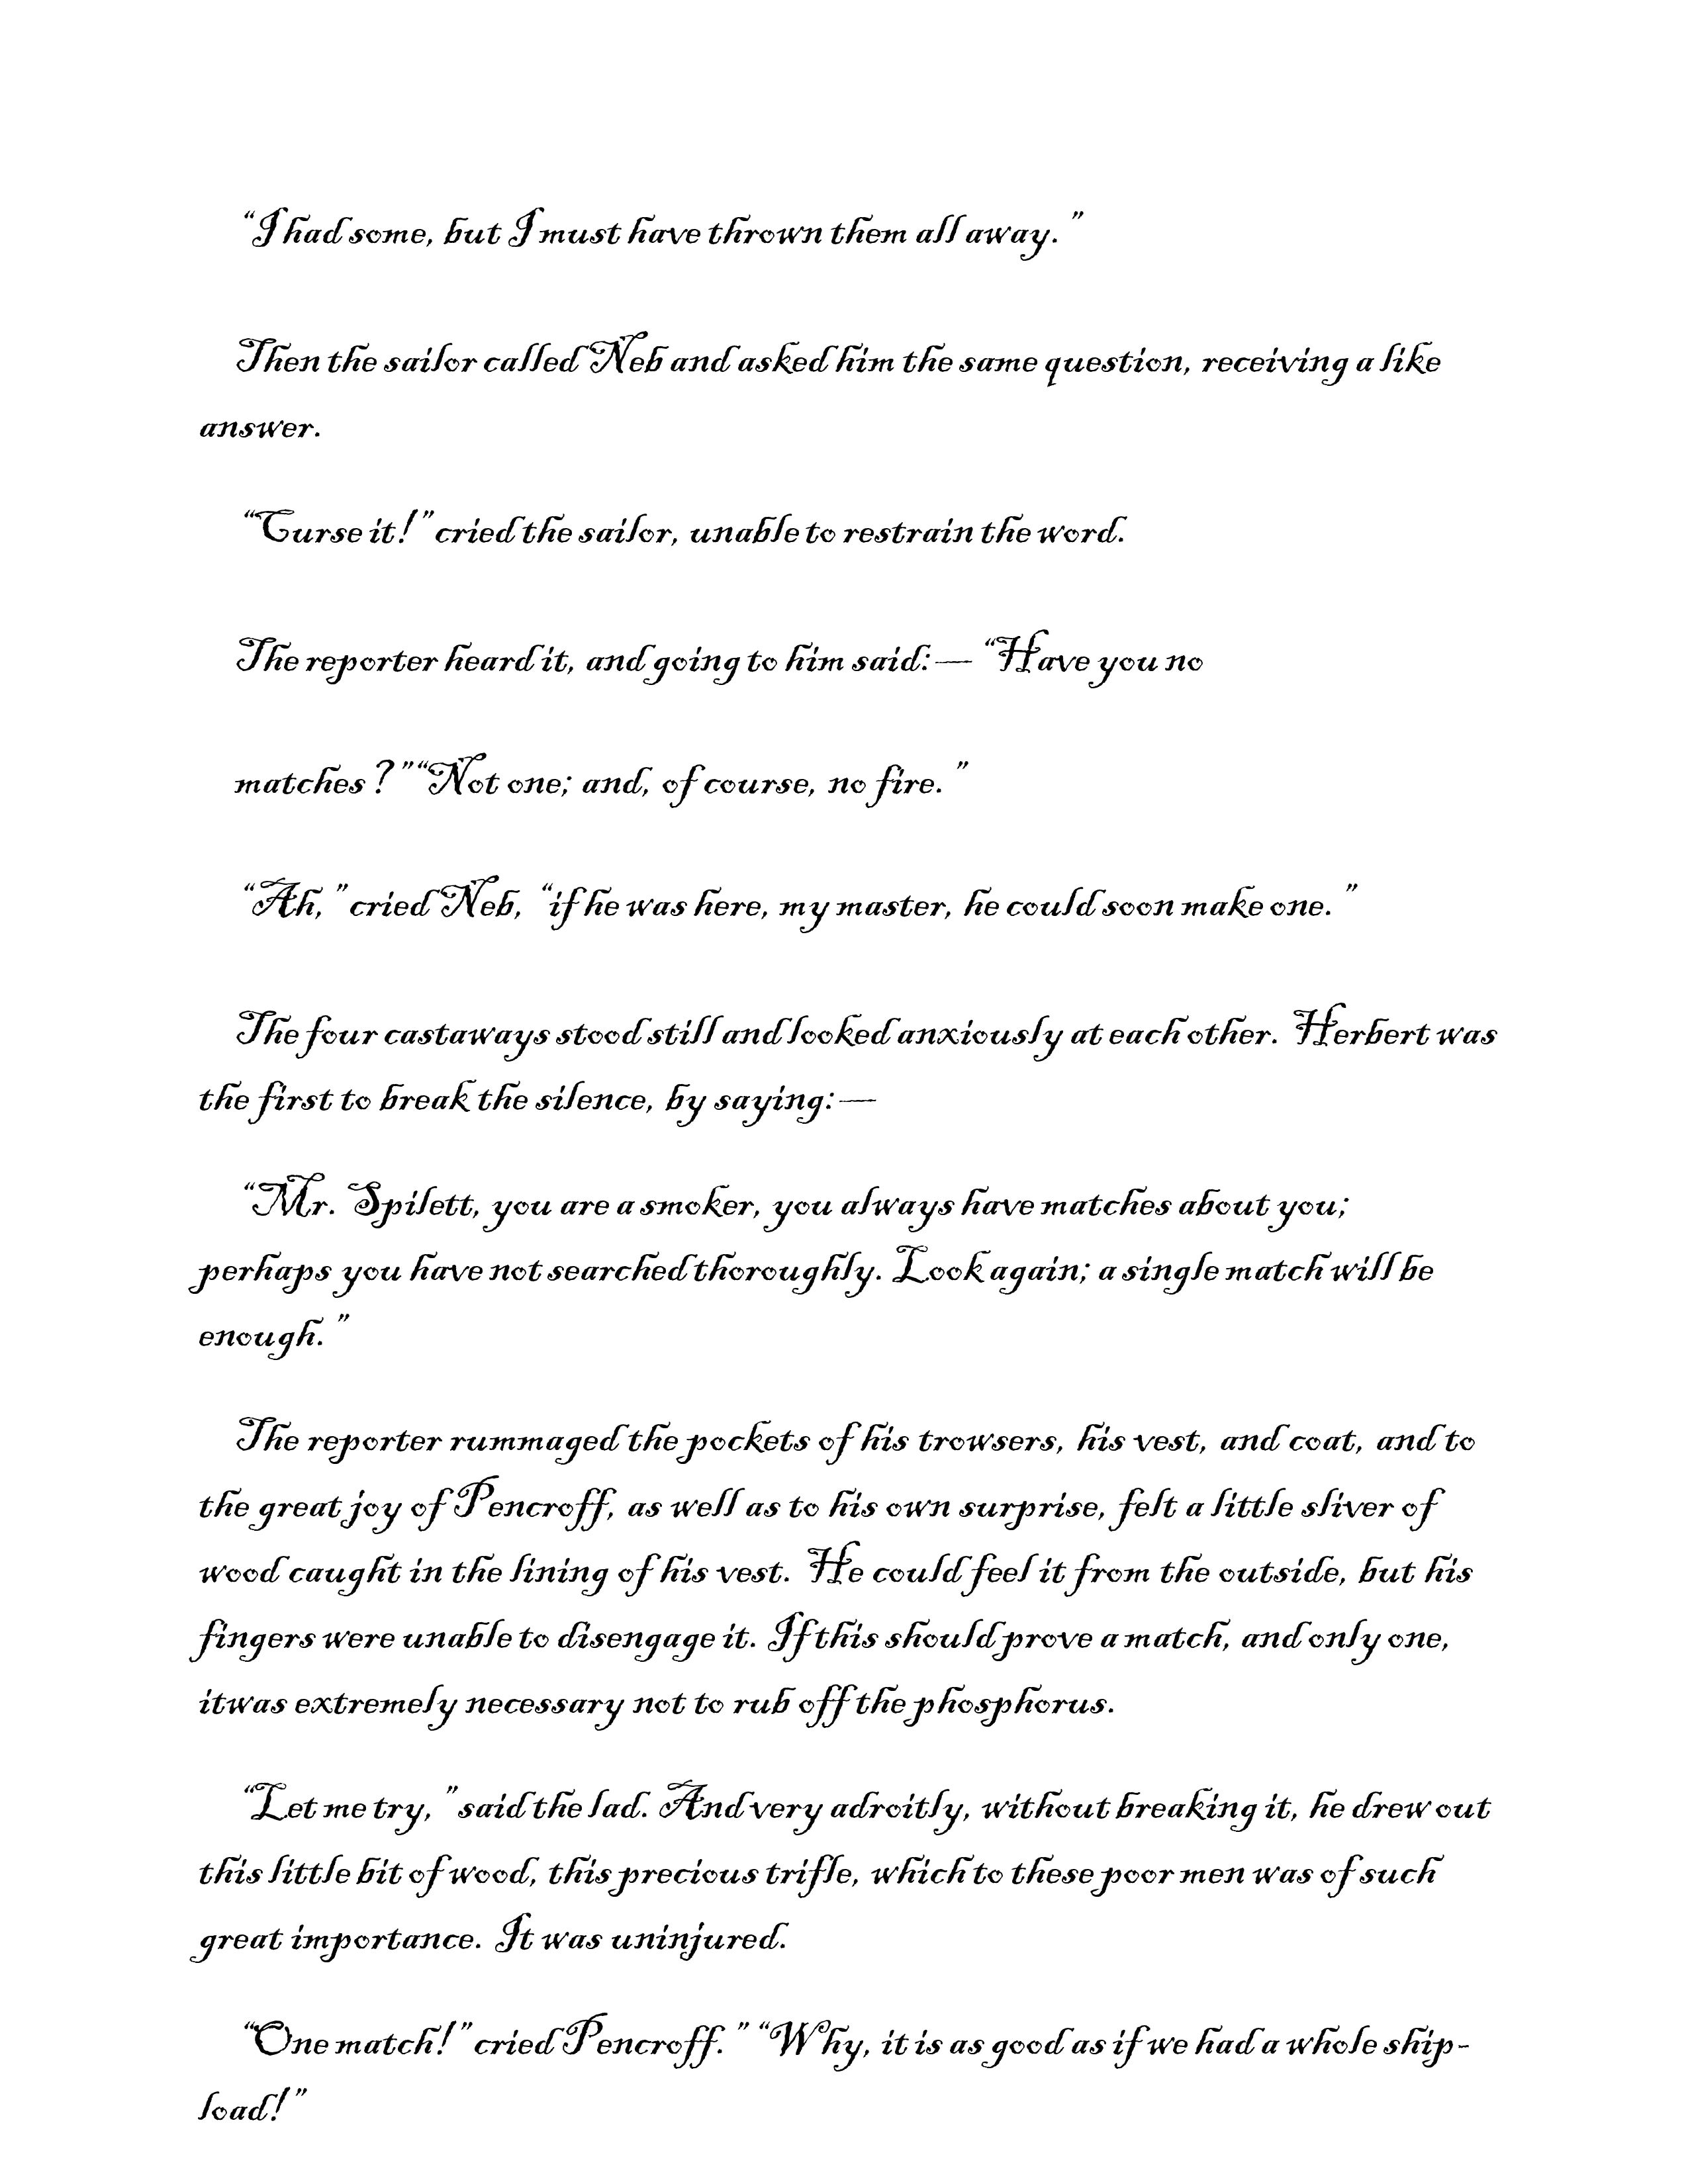 “I had some, but I must have thrown them all away.”
Then the sailor called Neb and asked him the same question, receiving a like
answer.
“Curse it!” cried the sailor, unable to restrain the word.
The reporter heard it, and going to him said:— “Have you no
matches?” “Not one; and, of course, no fire.”
“Ah,” cried Neb, “if he was here, my master, he could soon make one.”
The four castaways stood still and looked anxiously at each other. Herbert was
the first to break the silence, by saying:—
“Mr. Spilett, you are a smoker, you always have matches about you;
perhaps you have not searched thoroughly. Look again; a single match will be
enough.”
The reporter rummaged the pockets of his trowsers, his vest, and coat, and to
the great joy of Pencroff, as well as to his own surprise, felt a little sliver of
wood caught in the lining of his vest. He could feel it from the outside, but his
fingers were unable to disengage it. If this should prove a match, and only one,
itwas extremely necessary not to rub off the phosphorus.
“Let me try,” said the lad. And very adroitly, without breaking it, he drew out
this little bit of wood, this precious trifle, which to these poor men was of such
great importance. It was uninjured.
“One match!” cried Pencroff.” “Why, it is as good as if we had a whole ship-
load!”